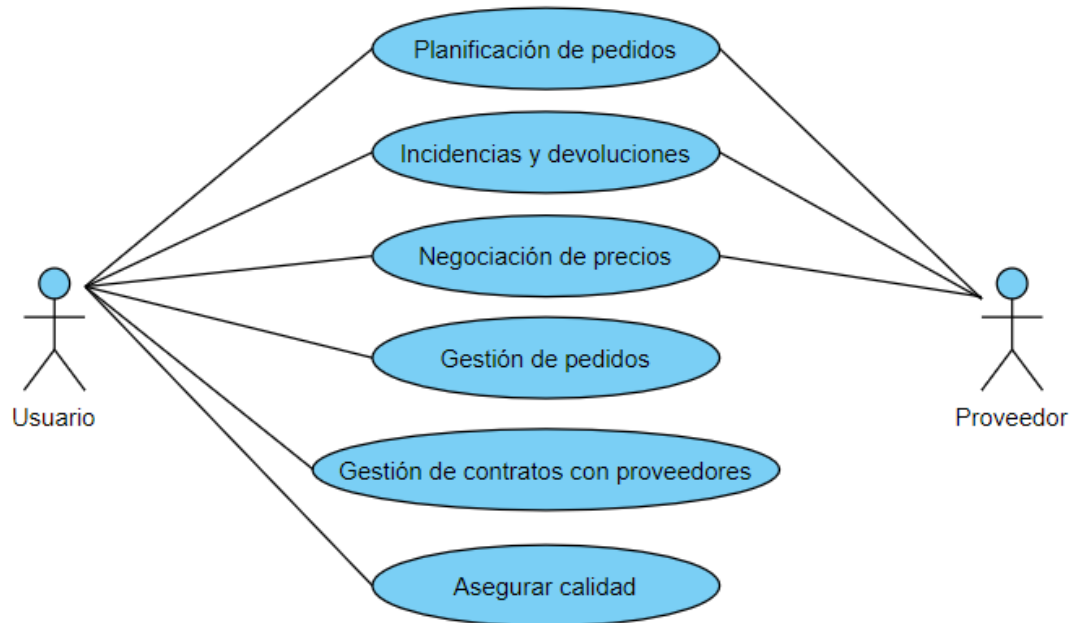 Planificación de pedidos
Incidencias y devoluciones
Negociación de precios
Gestión de pedidos
Usuario
Proveedor
Gestión de contratos con proveedores
Asegurar calidad